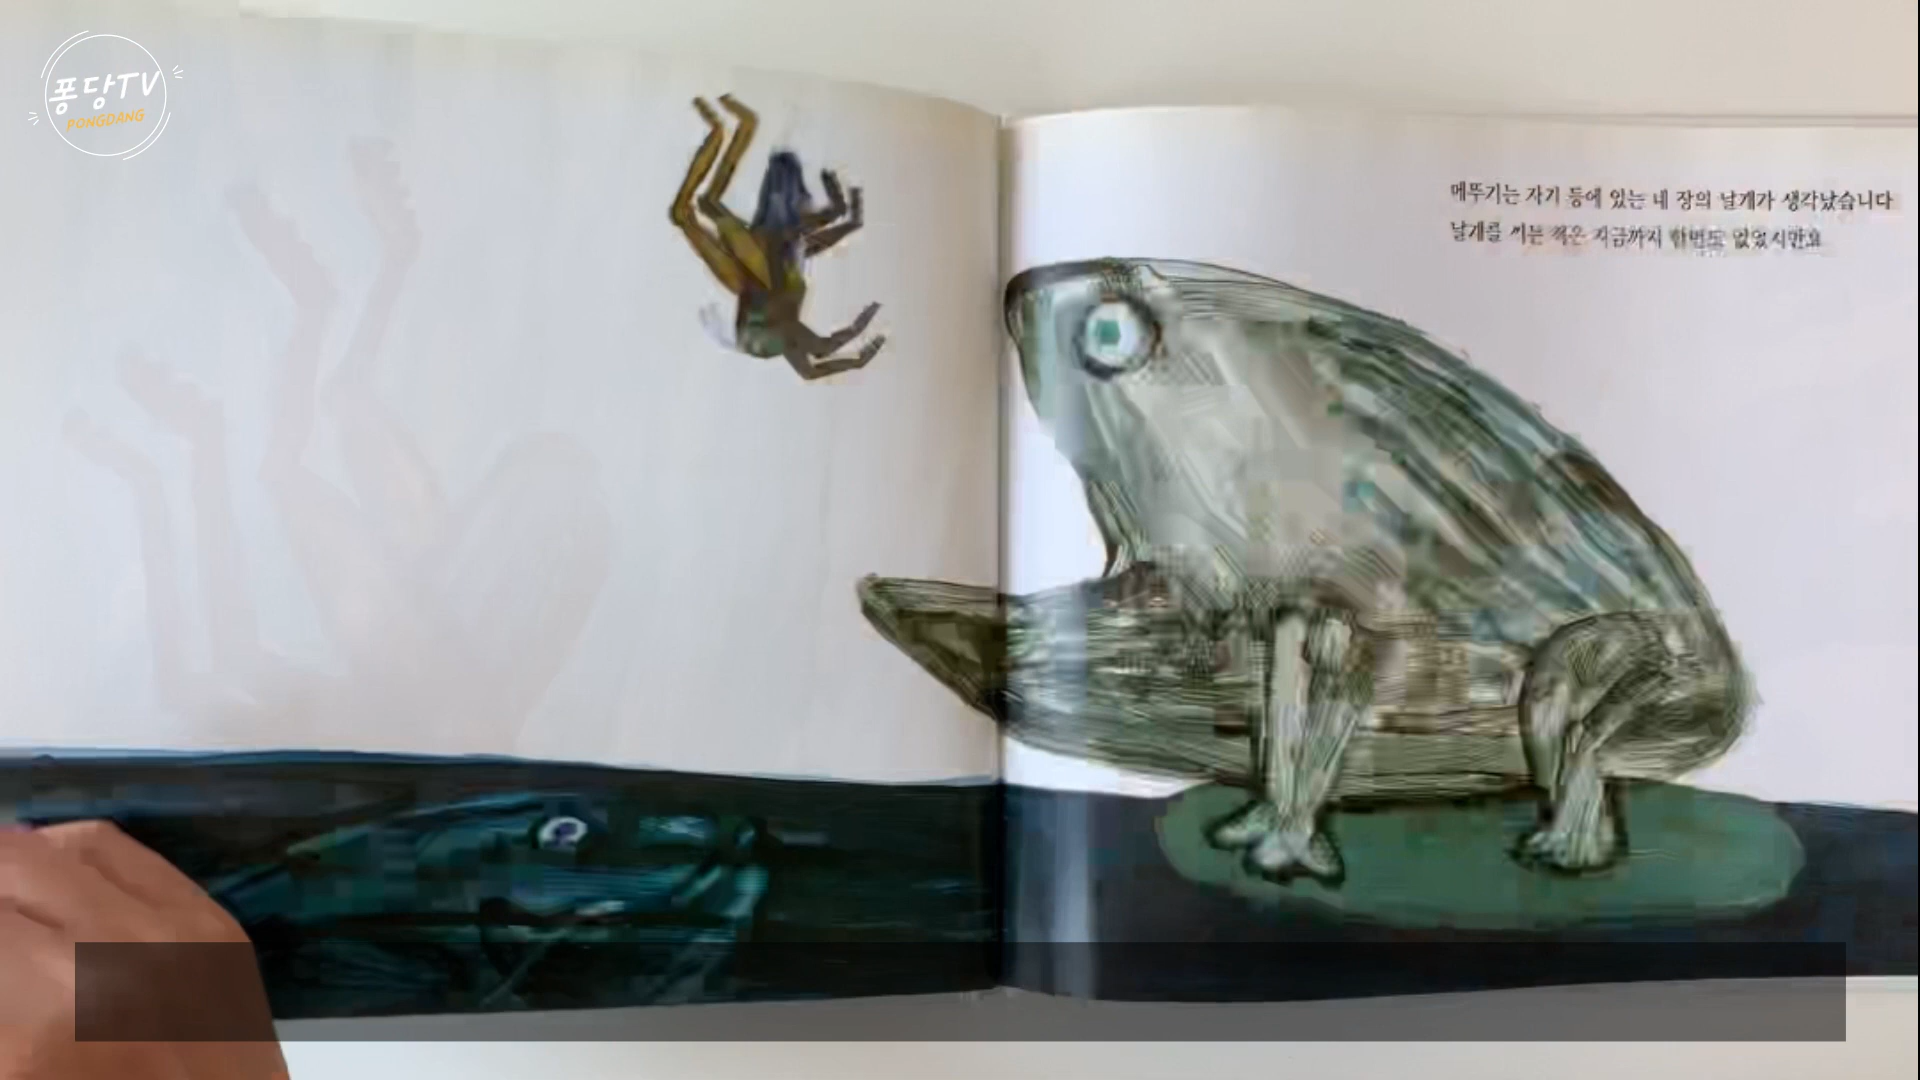 퐁당TV
PONGDANG
메뚜기는 자기 등에 있는 네 장의 날개가 생각났습니다
날개를 써본 적은 지금까지 한번도 없었지만요